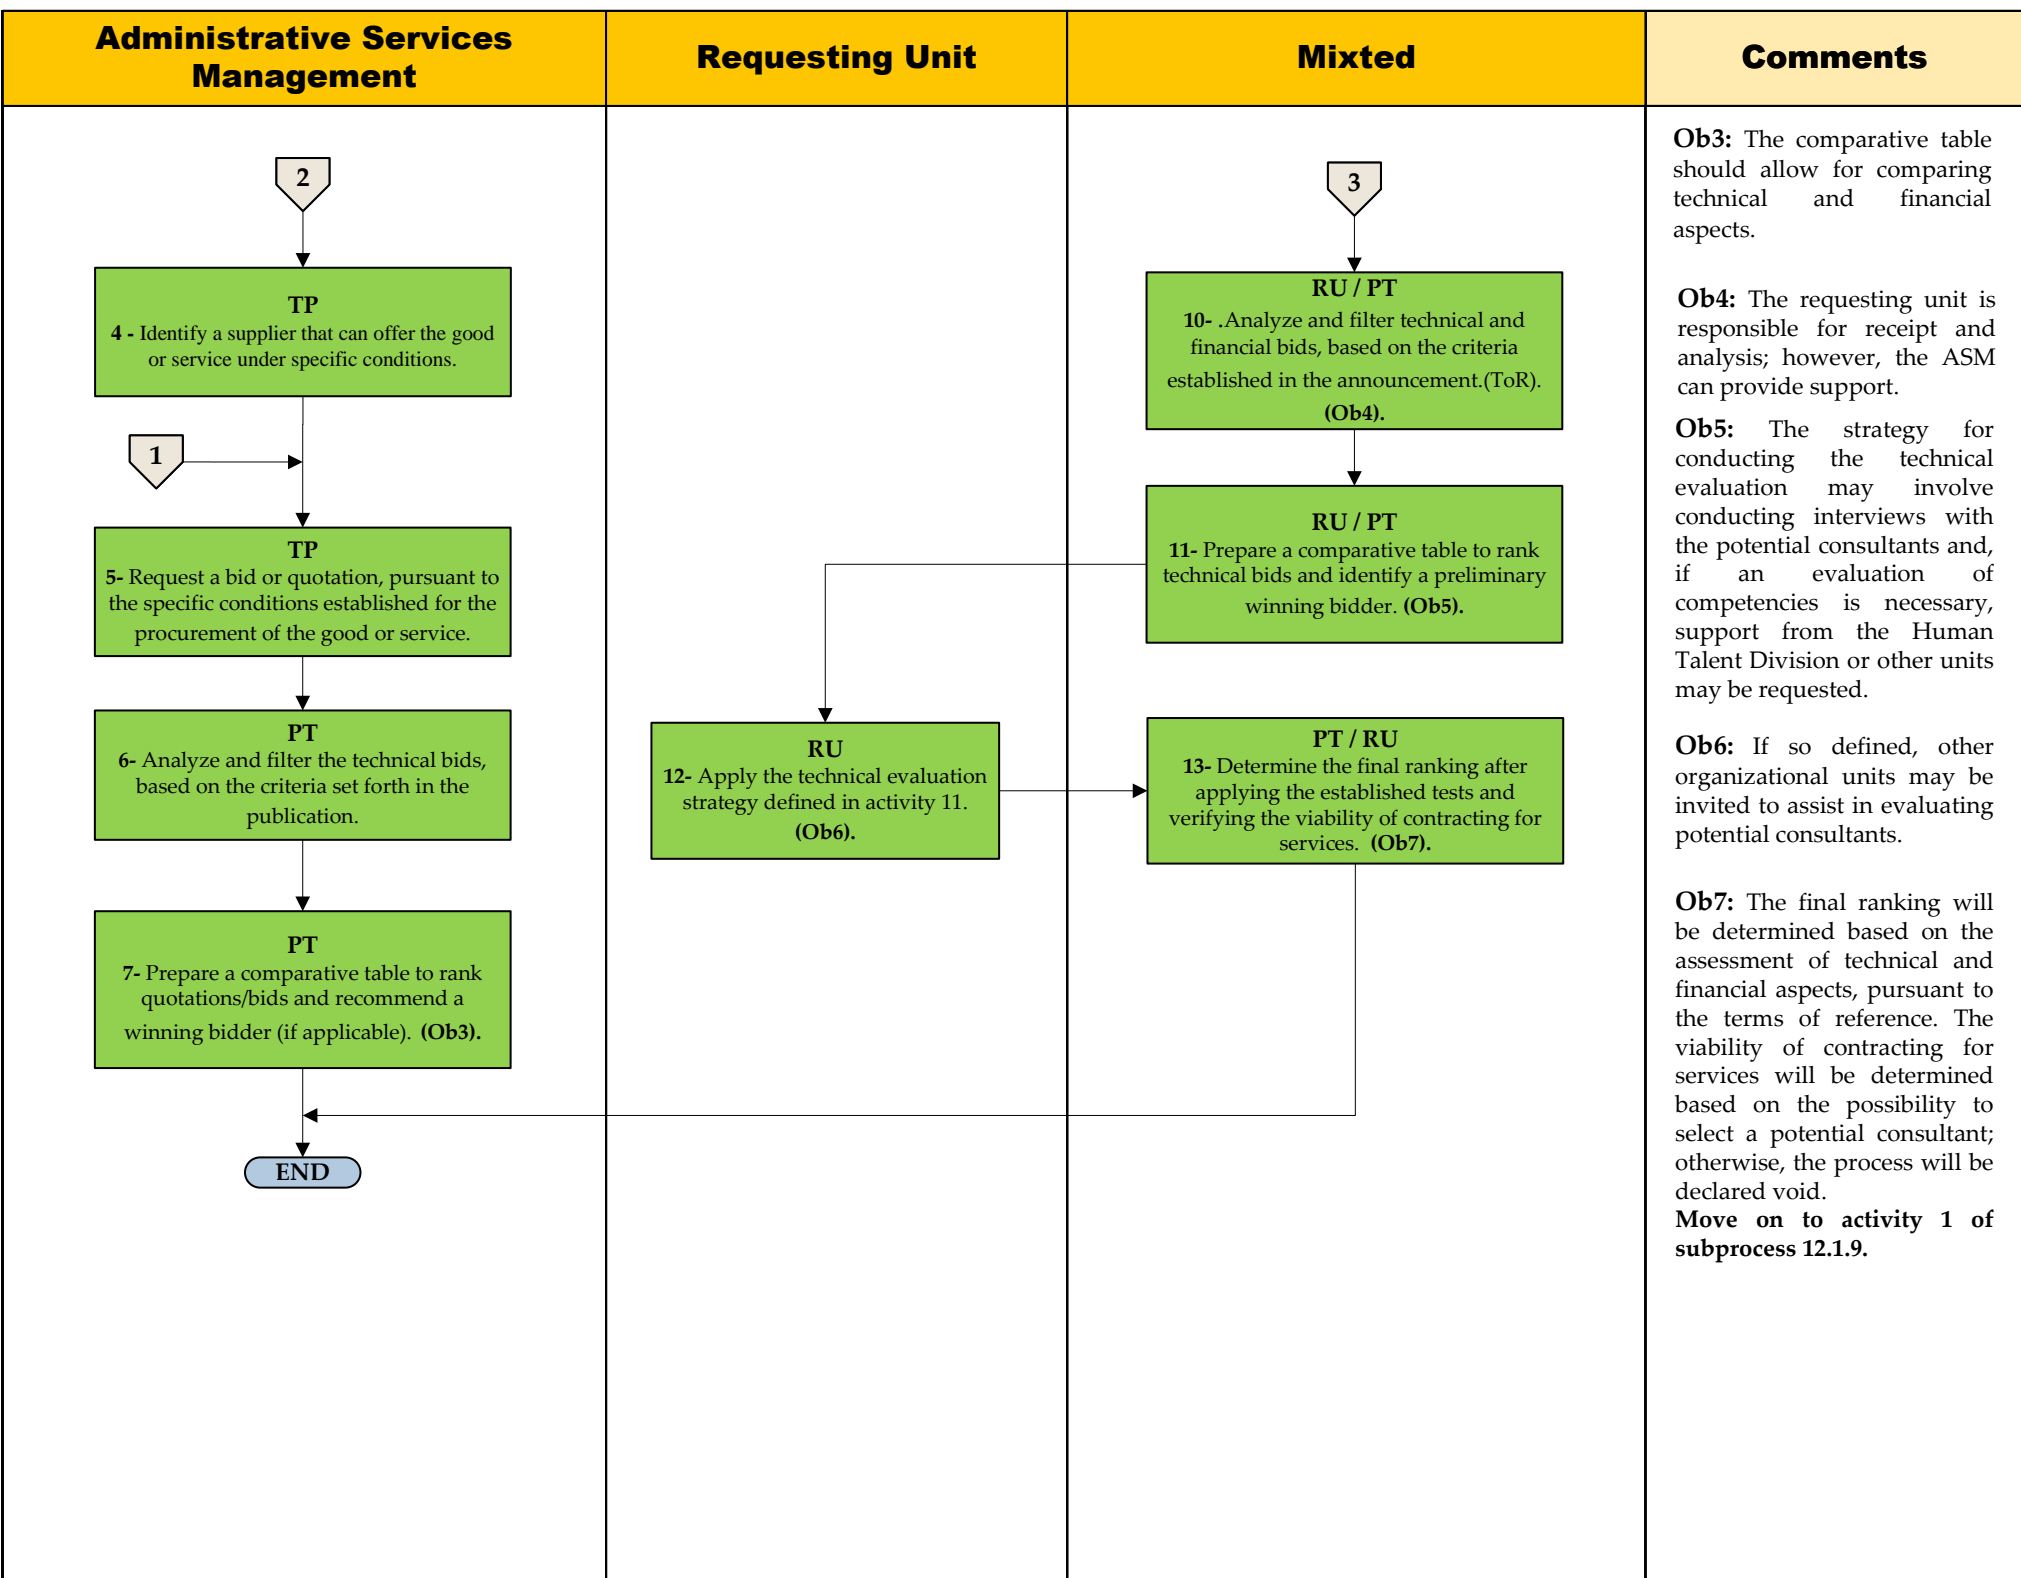 Administrative Services
Management
Requesting Unit
Mixted
Comments
2
TP
4 - Identify a supplier that can offer the good
or service under specific conditions.
1
TP
5- Request a bid or quotation, pursuant to
the specific conditions established for the
procurement of the good or service.
PT
6- Analyze and filter the technical bids,
based on the criteria set forth in the
publication.
PT
7- Prepare a comparative table to rank
quotations/bids and recommend a
winning bidder (if applicable). (Ob3).
END
RU
12- Apply the technical evaluation
strategy defined in activity 11.
(Ob6).
3
RU / PT
10- .Analyze and filter technical and
financial bids, based on the criteria
established in the announcement.(ToR).
(Ob4).
RU / PT
11- Prepare a comparative table to rank
technical bids and identify a preliminary
winning bidder. (Ob5).
PT / RU
13- Determine the final ranking after
applying the established tests and
verifying the viability of contracting for
services. (Ob7).
Ob3: The comparative table
should allow for comparing
technical and financial
aspects.
Ob4: The requesting unit is
responsible for receipt and
analysis; however, the ASM
can provide support.
Ob5: The strategy for
conducting the technical
evaluation may involve
conducting interviews with
the potential consultants and,
if an evaluation of
competencies is necessary,
support from the Human
Talent Division or other units
may be requested.
Ob6: If so defined, other
organizational units may be
invited to assist in evaluating
potential consultants.
Ob7: The final ranking will
be determined based on the
assessment of technical and
financial aspects, pursuant to
the terms of reference. The
viability of contracting for
services will be determined
based on the possibility to
select a potential consultant;
otherwise, the process will be
declared void.
Move on to activity 1 of
subprocess 12.1.9.